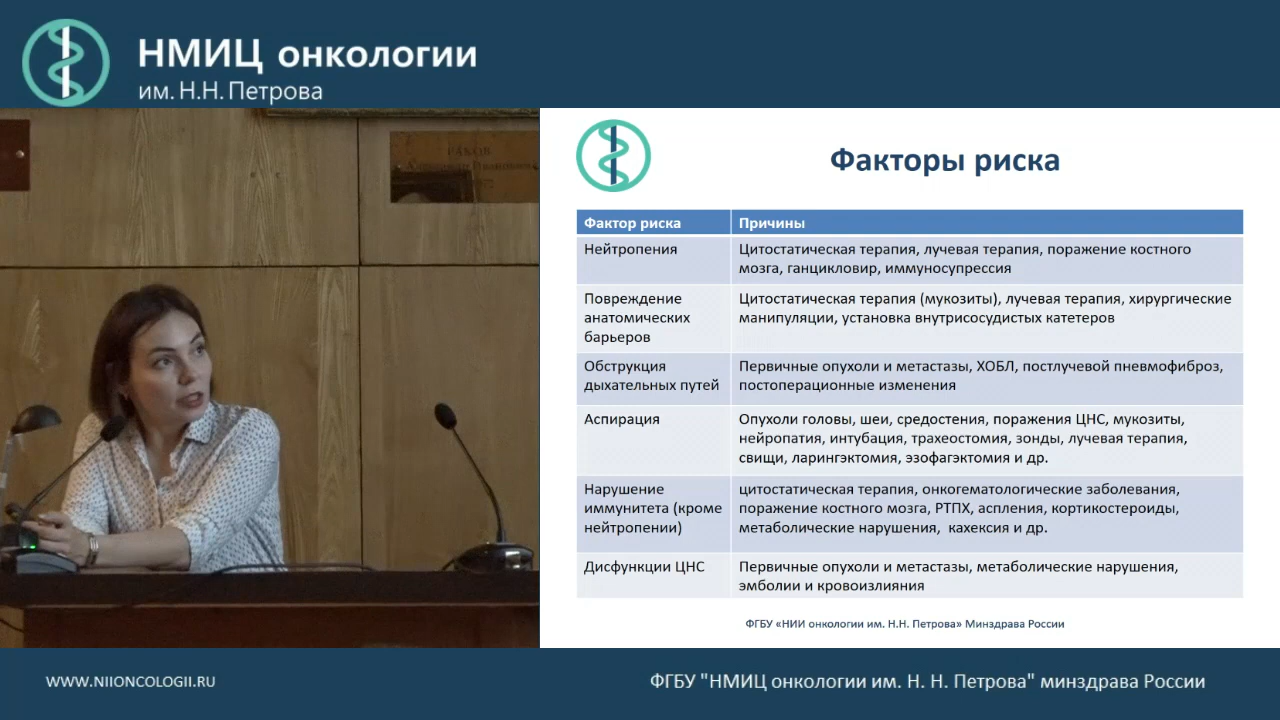 НМИЦ онкологии
им. Н.Н. Петрова
Факторы риска
Фактор риска
Причины
Нейтропения
Цитостатическая терапия, лучевая терапия, поражение костного
мозга, ганцикловир, иммуносупрессия
Повреждение
анатомических
барьеров
Цитостатическая терапия (мукозиты), лучевая терапия, хирургические
манипуляции, установка внутрисосудистых катетеров
Обструкция
дыхательных путей
Первичные опухоли и метастазы, ХОБЛ, постлучевой пневмофиброз,
постоперационные изменения
Аспирация
Опухоли головы, шеи, средостения, поражения ЦНС, мукозиты,
нейропатия, интубация, трахеостомия, зонды, лучевая терапия,
свищи, ларингэктомия, эзофагэктомия и др.
Нарушение
иммунитета (кроме
нейтропении)
цитостатическая терапия, онкогематологические заболевания,
поражение костного мозга, РТПХ, аспления, кортикостероиды,
метаболические нарушения, кахексия и др.
Дисфункции ЦНС
Первичные опухоли и метастазы, метаболические нарушения,
эмболии и кровоизлияния
ФГБУ «НИИ онкологии им. Н.Н. Петрова» Минздрава России
WWW.NIIONCOLOGII.RU
ФГБУ "НМИЦ онкологии им. Н. Н. Петрова" минздрава России